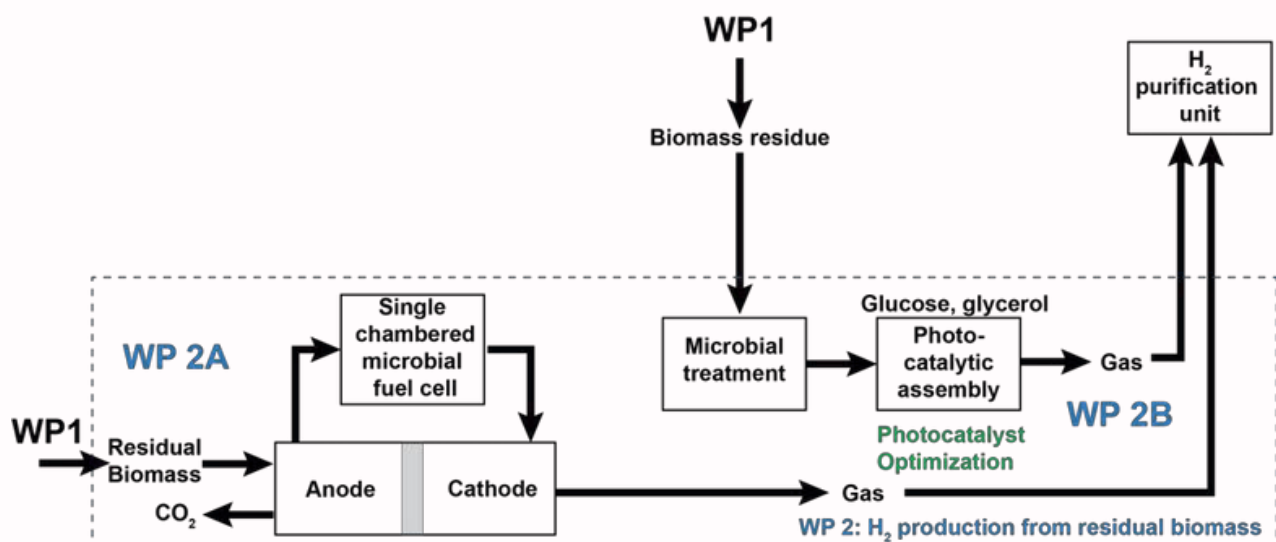 WP1
Biomass residue
H₂
purification
unit
Single
chambered
microbial
fuel cell
WP 2A
Microbial
treatment
Glucose, glycerol
Photo-
catalytic
assembly
Gas
WP 2B
WP1
Residual
Biomass
Anode
Cathode
CO₂
Photocatalyst
Optimization
Gas
WP 2: H₂ production from residual biomass